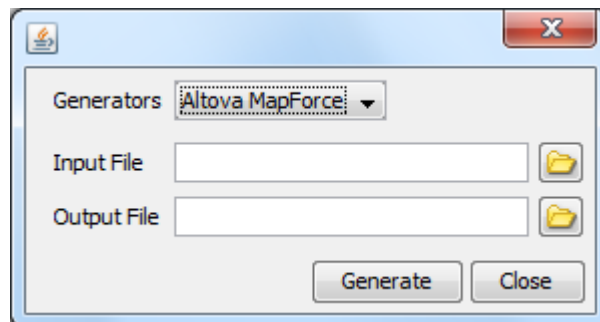 Generators Altova MapForce
Input File
Output File
Generate Close